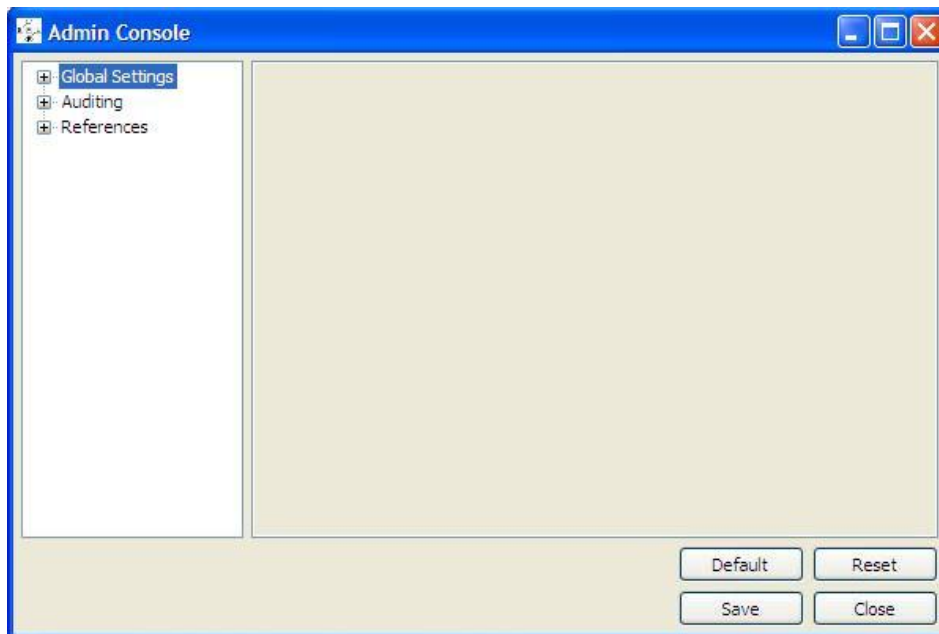 Admin Console
Global Settings
Auditing
References
Default Reset
Save Close